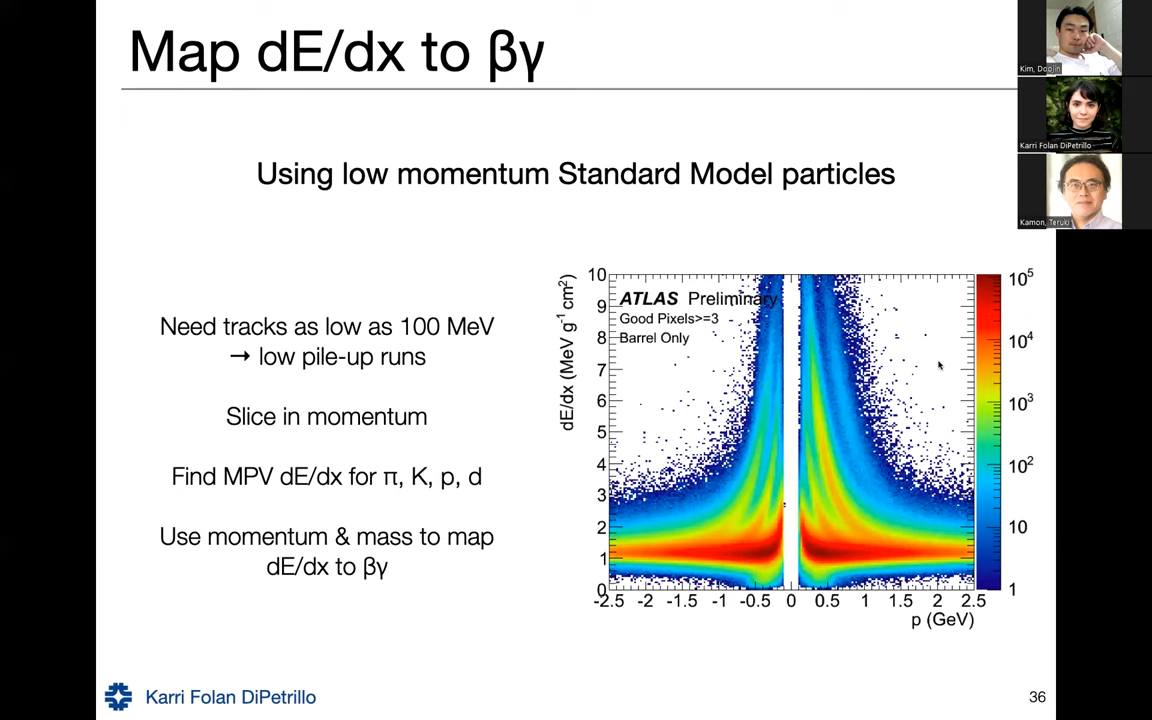 Map dE/dx to βγ
Using low momentum Standard Model particles
Need tracks as low as 100 MeV
→ low pile-up runs
Slice in momentum
Find MPV dE/dx for π, K, p, d
Use momentum & mass to map
dE/dx to βγ
ATLAS Preliminary
Good Pixels>=3
Barrel Only
dE/dx (MeV g⁻¹ cm²)
10
9
8
7
6
5
4
3
2
1
0
-2.5 -2 -1.5 -1 -0.5 0 0.5 1 1.5 2 2.5
p (GeV)
10⁵
10⁴
10³
10²
10
1
Kim, Doojin
Karri Folan DiPetrillo
Kamon, Teruki
Karri Folan DiPetrillo
36